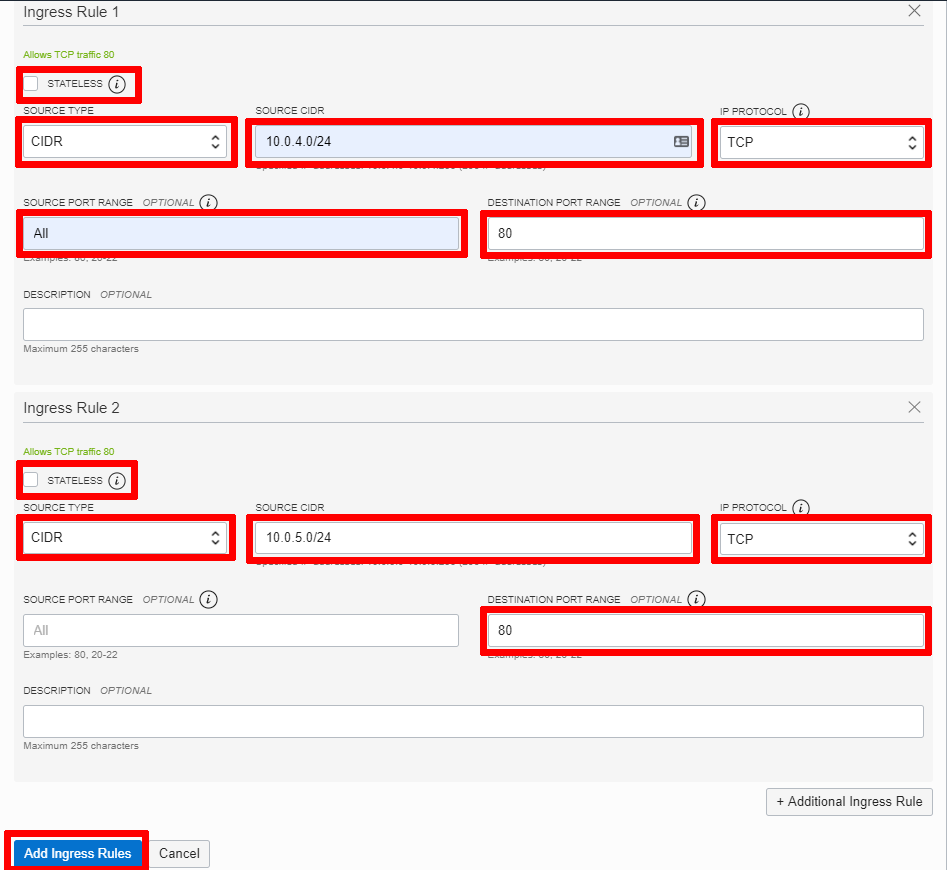 Ingress Rule 1
Allows TCP traffic 80
STATELESS i
SOURCE TYPE SOURCE CIDR IP PROTOCOL i
CIDR 10.0.4.0/24 TCP
SOURCE PORT RANGE OPTIONAL i DESTINATION PORT RANGE OPTIONAL i
All 80
Examples: 80, 20-22 Examples: 80, 20-22
DESCRIPTION OPTIONAL
Maximum 255 characters
Ingress Rule 2
Allows TCP traffic 80
STATELESS i
SOURCE TYPE SOURCE CIDR IP PROTOCOL i
CIDR 10.0.5.0/24 TCP
SOURCE PORT RANGE OPTIONAL i DESTINATION PORT RANGE OPTIONAL i
All 80
Examples: 80, 20-22 Examples: 80, 20-22
DESCRIPTION OPTIONAL
Maximum 255 characters
+ Additional Ingress Rule
Add Ingress Rules Cancel